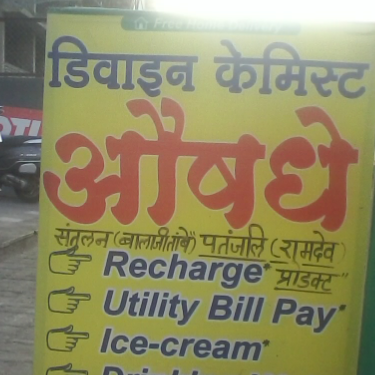 डिवाइन केमिस्ट
औषधे
संतुलन (बालाजीतांबे) पतंजलि (रामदेव)
प्रोडक्ट"
Recharge*
Utility Bill Pay*
Ice-cream*